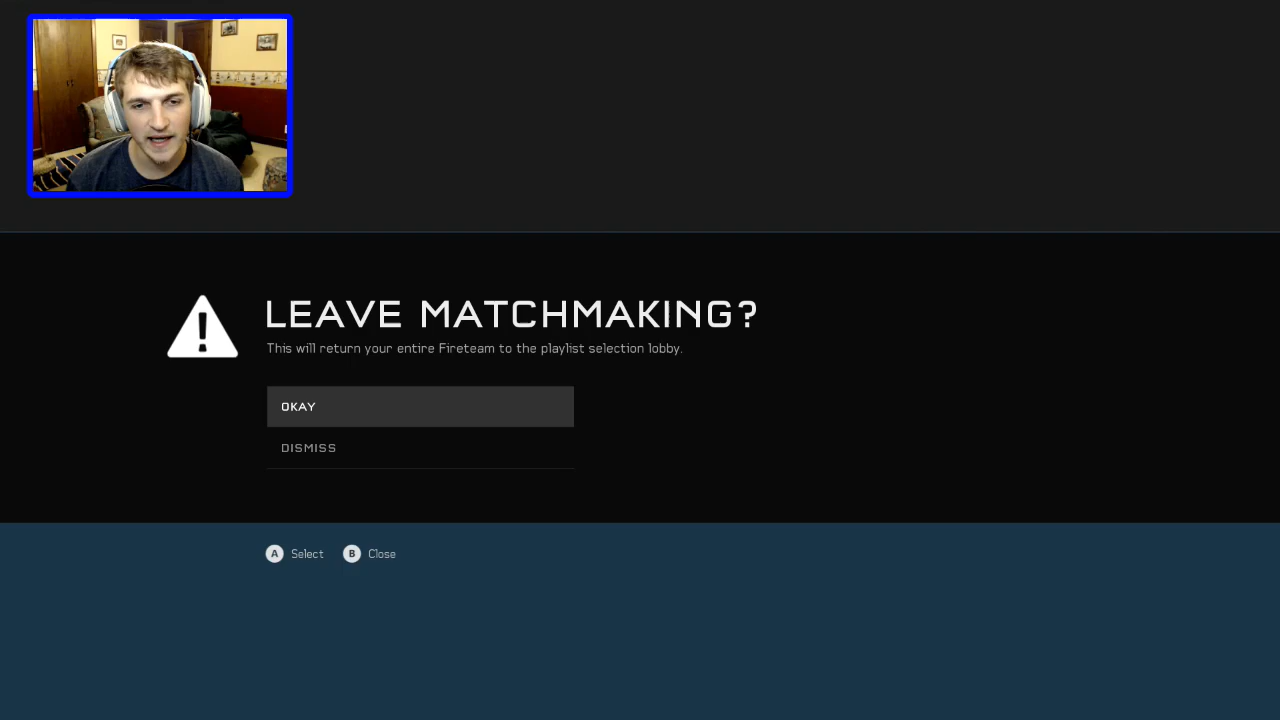 LEAVE MATCHMAKING?
This will return your entire Fireteam to the playlist selection lobby.
OKAY
DISMISS
A Select B Close